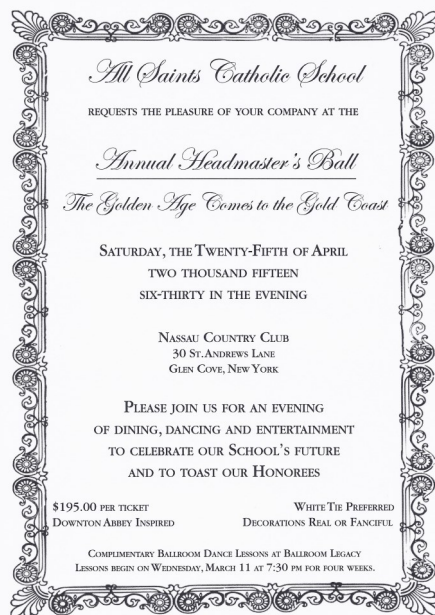 All Saints Catholic School
REQUESTS THE PLEASURE OF YOUR COMPANY AT THE
Annual Headmaster's Ball
The Golden Age Comes to the Gold Coast
SATURDAY, THE TWENTY-FIFTH OF APRIL
TWO THOUSAND FIFTEEN
SIX-THIRTY IN THE EVENING
NASSAU COUNTRY CLUB
30 ST. ANDREWS LANE
GLEN COVE, NEW YORK
PLEASE JOIN US FOR AN EVENING
OF DINING, DANCING AND ENTERTAINMENT
TO CELEBRATE OUR SCHOOL'S FUTURE
AND TO TOAST OUR HONOREES
$195.00 PER TICKET
DOWNTON ABBEY INSPIRED
WHITE TIE PREFERRED
DECORATIONS REAL OR FANCIFUL
COMPLIMENTARY BALLROOM DANCE LESSONS AT BALLROOM LEGACY
LESSONS BEGIN ON WEDNESDAY, MARCH 11 AT 7:30 PM FOR FOUR WEEKS.